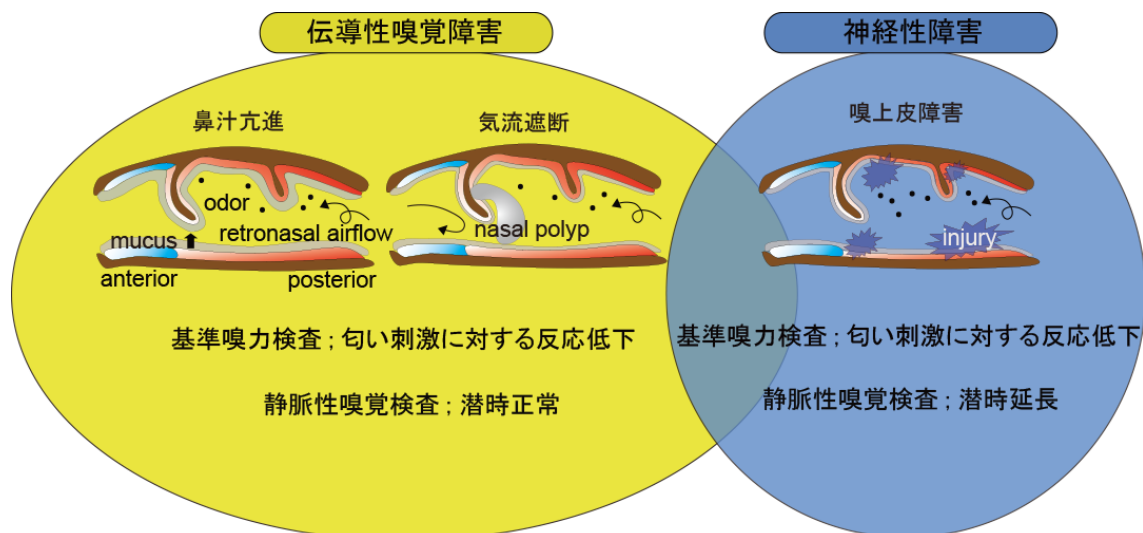 伝導性嗅覚障害
神経性障害
鼻汁亢進
気流遮断
嗅上皮障害
odor
mucus
retronasal airflow
anterior
posterior
nasal polyp
injury
基準嗅力検査 ; 匂い刺激に対する反応低下
静脈性嗅覚検査 ; 潜時正常
基準嗅力検査 ; 匂い刺激に対する反応低下
静脈性嗅覚検査 ; 潜時延長